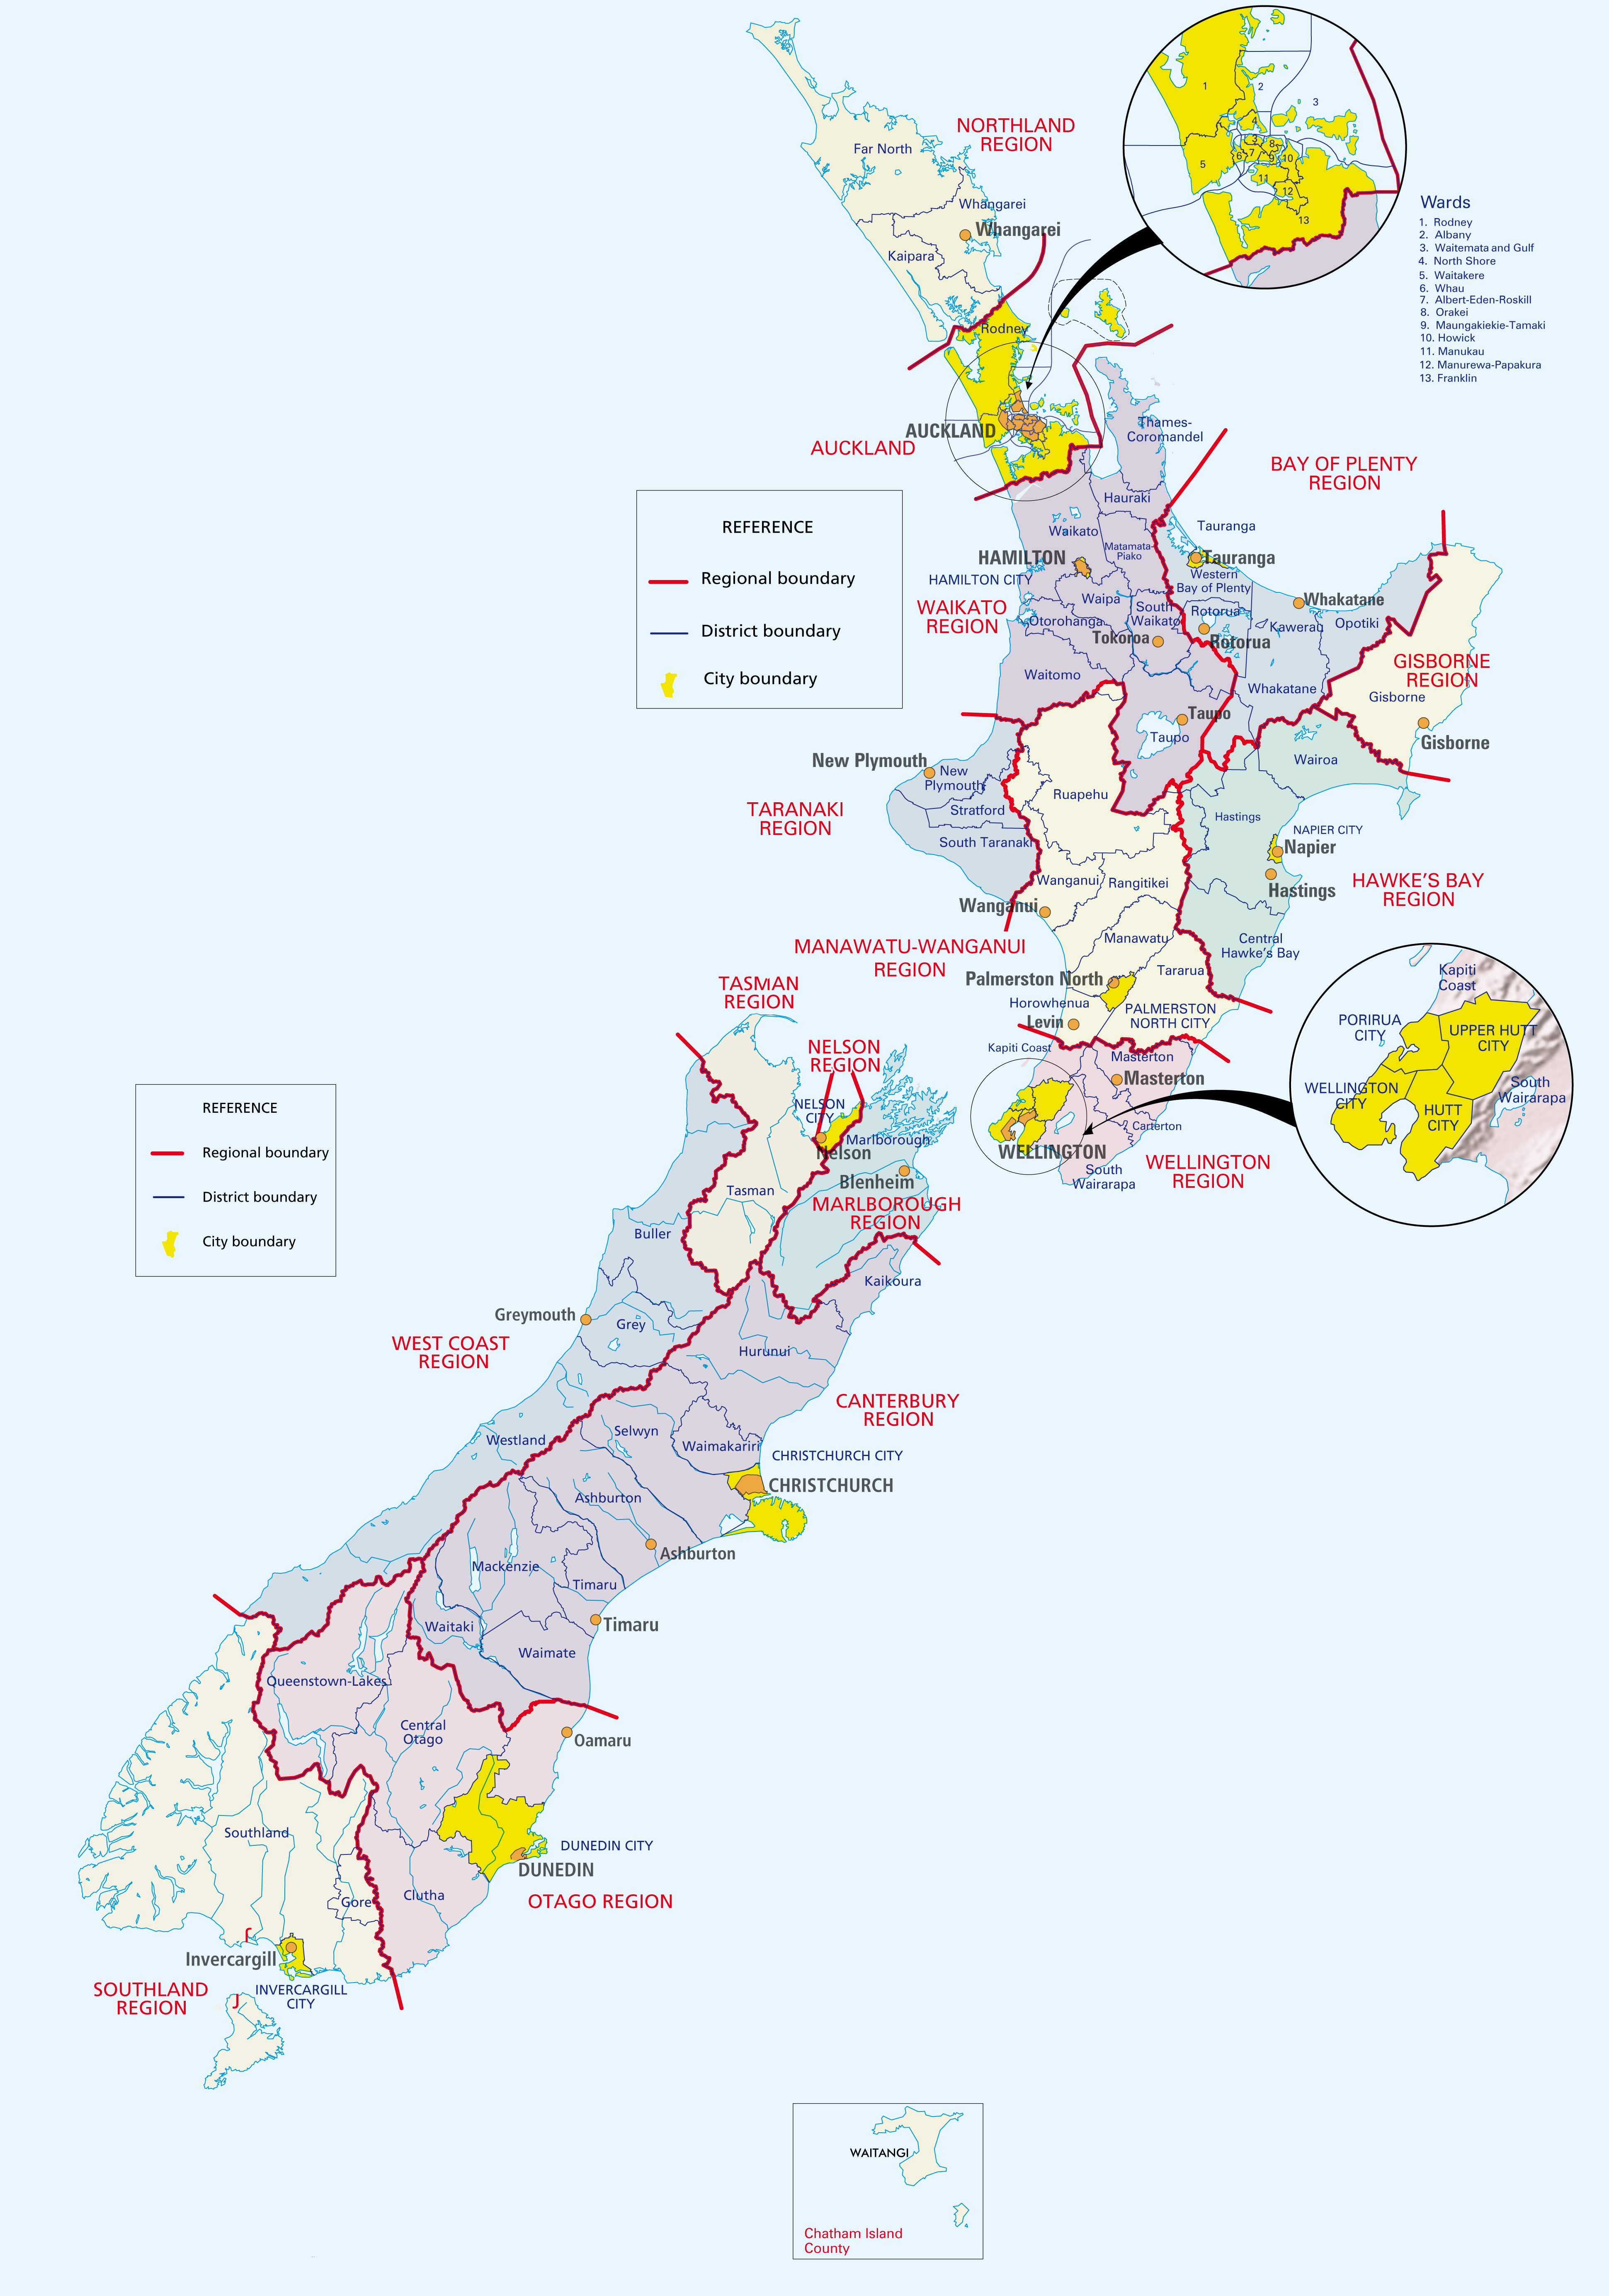 NORTHLAND
REGION
Far North
Whangarei
Whangarei
Kaipara
Rodney
AUCKLAND
AUCKLAND
1
2
3
4
3
8
5
6
7
9
10
11
12
13
Wards
1. Rodney
2. Albany
3. Waitemata and Gulf
4. North Shore
5. Waitakere
6. Whau
7. Albert-Eden-Roskill
8. Orakei
9. Maungakiekie-Tamaki
10. Howick
11. Manukau
12. Manurewa-Papakura
13. Franklin
REFERENCE
Regional boundary
District boundary
City boundary
Thames-
Coromandel
Hauraki
Waikato
Matamata-
Piako
HAMILTON
HAMILTON CITY
WAIKATO
REGION
Waipa
South
Waikato
Otorohanga
Tokoroa
Waitomo
Taupo
Taupo
BAY OF PLENTY
REGION
Tauranga
Tauranga
Western
Bay of Plenty
Rotorua
Rotorua
Whakatane
Kawerau
Opotiki
Whakatane
GISBORNE
REGION
Gisborne
Gisborne
Wairoa
New Plymouth
New
Plymouth
TARANAKI
REGION
Stratford
South Taranaki
Ruapehu
Hastings
NAPIER CITY
Napier
Hastings
HAWKE'S BAY
REGION
Central
Hawke's Bay
Wanganui
Rangitikei
Wanganui
MANAWATU-WANGANUI
REGION
Manawatu
Tararua
Palmerston North
Horowhenua
PALMERSTON
NORTH CITY
Levin
Kapiti Coast
Masterton
Masterton
Carterton
WELLINGTON
South
Wairarapa
WELLINGTON
REGION
Kapiti
Coast
PORIRUA
CITY
UPPER HUTT
CITY
WELLINGTON
CITY
HUTT
CITY
South
Wairarapa
TASMAN
REGION
NELSON
REGION
NELSON
CITY
Nelson
Marlborough
Blenheim
MARLBOROUGH
REGION
Tasman
REFERENCE
Regional boundary
District boundary
City boundary
Buller
Kaikoura
Greymouth
Grey
WEST COAST
REGION
Hurunui
CANTERBURY
REGION
Westland
Selwyn
Waimakariri
CHRISTCHURCH CITY
CHRISTCHURCH
Ashburton
Ashburton
Mackenzie
Timaru
Timaru
Waitaki
Waimate
Queenstown-Lakes
Central
Otago
Oamaru
DUNEDIN CITY
DUNEDIN
OTAGO REGION
Southland
Gore
Clutha
Invercargill
INVERCARGILL
CITY
SOUTHLAND
REGION
WAITANGI
Chatham Island
County